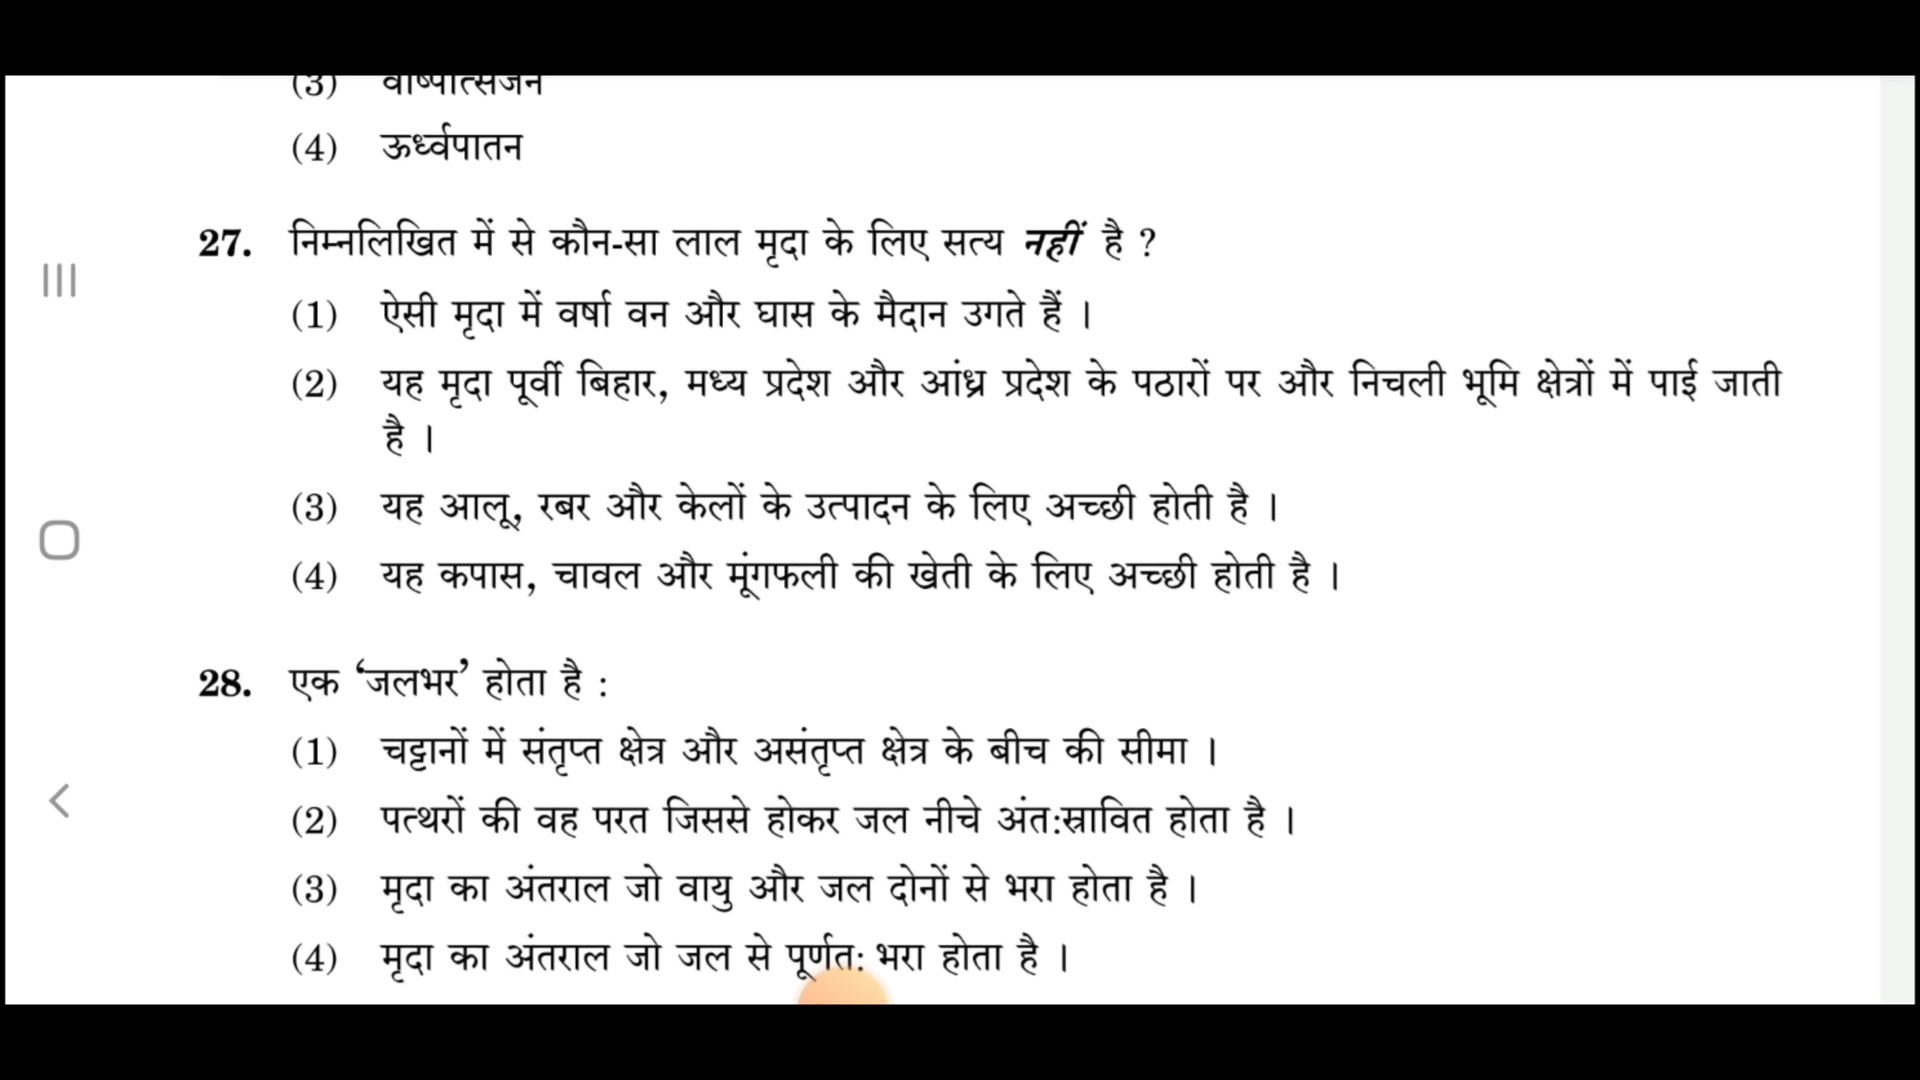 (3) वाष्पोत्सर्जन
(4) ऊर्ध्वपातन
27. निम्नलिखित में से कौन-सा लाल मृदा के लिए सत्य नहीं है ?
(1) ऐसी मृदा में वर्षा वन और घास के मैदान उगते हैं ।
(2) यह मृदा पूर्वी बिहार, मध्य प्रदेश और आंध्र प्रदेश के पठारों पर और निचली भूमि क्षेत्रों में पाई जाती
है ।
(3) यह आलू, रबर और केलों के उत्पादन के लिए अच्छी होती है ।
(4) यह कपास, चावल और मूंगफली की खेती के लिए अच्छी होती है ।
28. एक ‘जलभर’ होता है :
(1) चट्टानों में संतृप्त क्षेत्र और असंतृप्त क्षेत्र के बीच की सीमा ।
(2) पत्थरों की वह परत जिससे होकर जल नीचे अंत:स्रावित होता है ।
(3) मृदा का अंतराल जो वायु और जल दोनों से भरा होता है ।
(4) मृदा का अंतराल जो जल से पूर्णत: भरा होता है ।